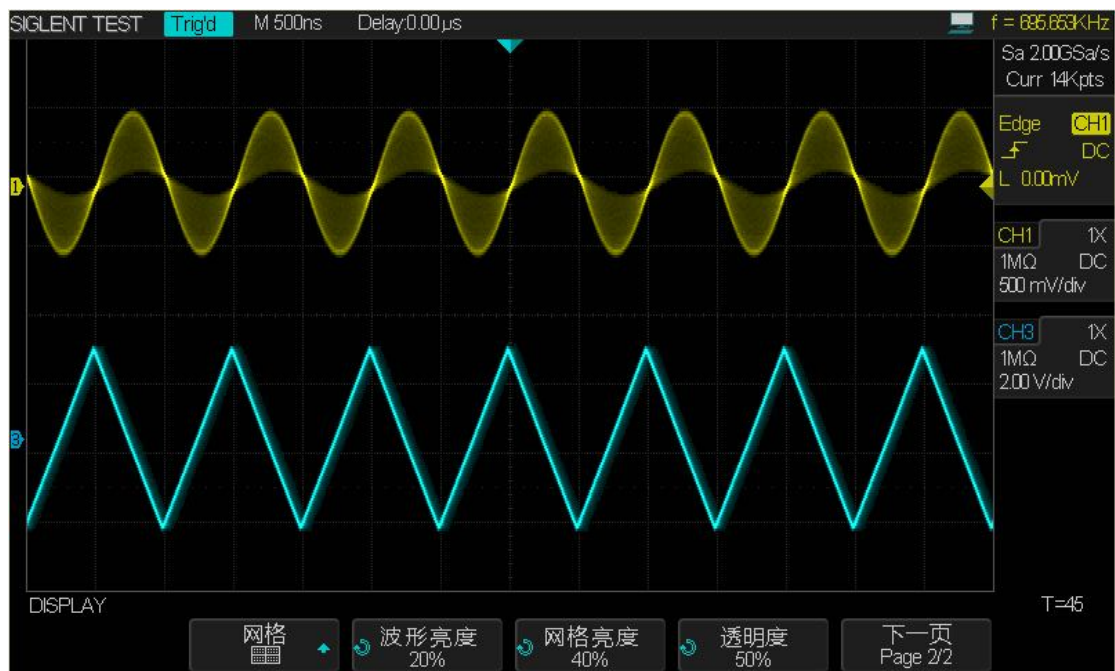 SIGLENT TEST Trig'd M 500ns Delay:0.00µs f = 695.653KHz
Sa 2.00GSa/s
Curr 14Kpts
Edge CH1
DC
L 0.00mV
1
CH1 1X
1MΩ DC
500 mV/div
CH3 1X
1MΩ DC
2.00 V/div
3
DISPLAY T=45
网格 波形亮度 网格亮度 透明度 下一页
20% 40% 50% Page 2/2